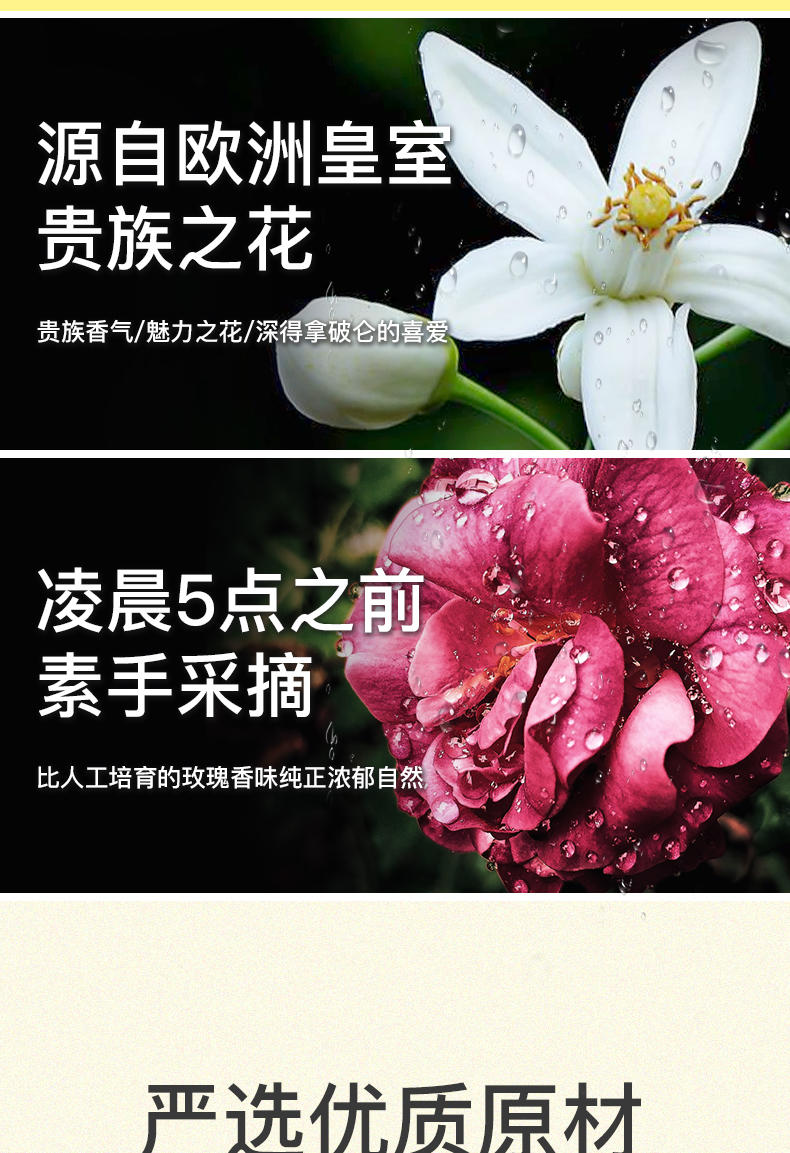 源自欧洲皇室
贵族之花
贵族香气/魅力之花/深得拿破仑的喜爱
凌晨5点之前
素手采摘
比人工培育的玫瑰香味纯正浓郁自然
严选优质原材